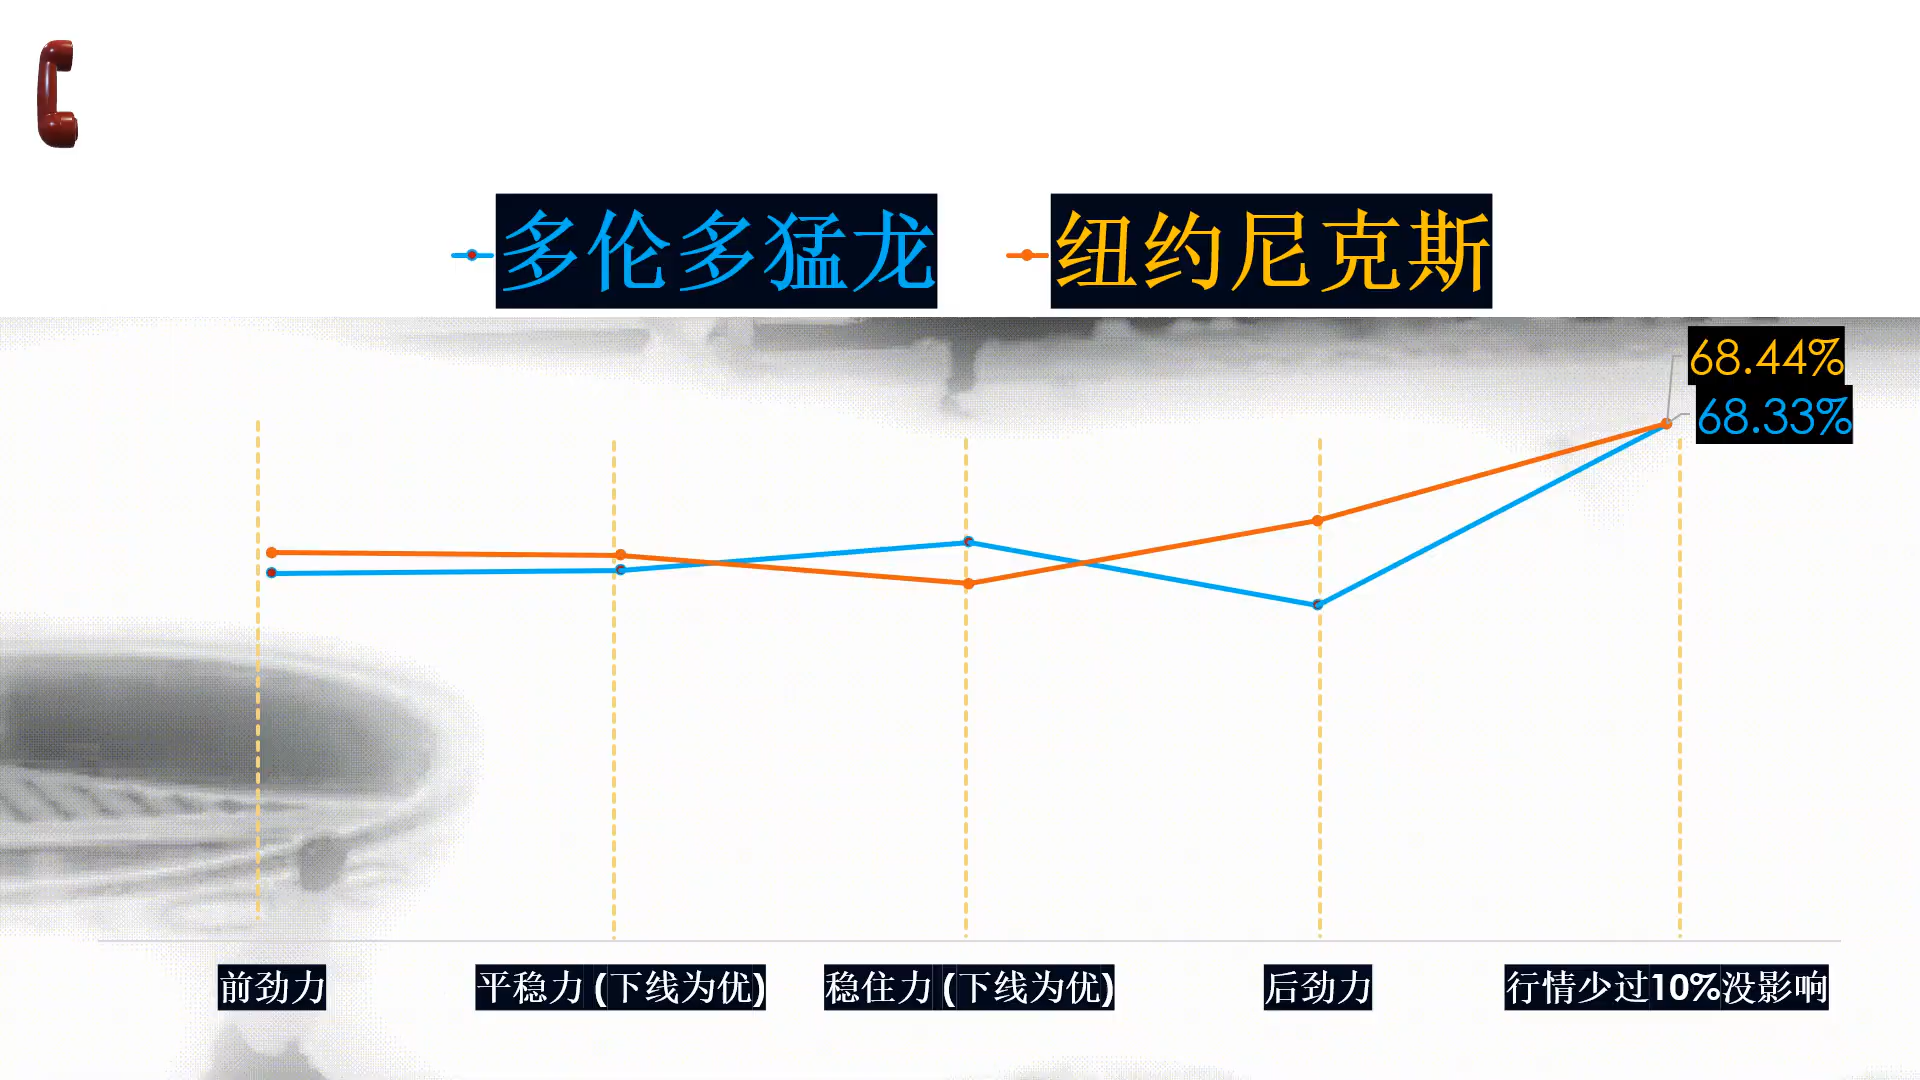 多伦多猛龙 纽约尼克斯
68.44%
68.33%
前劲力 平稳力 (下线为优) 稳住力 (下线为优) 后劲力 行情少过10%没影响